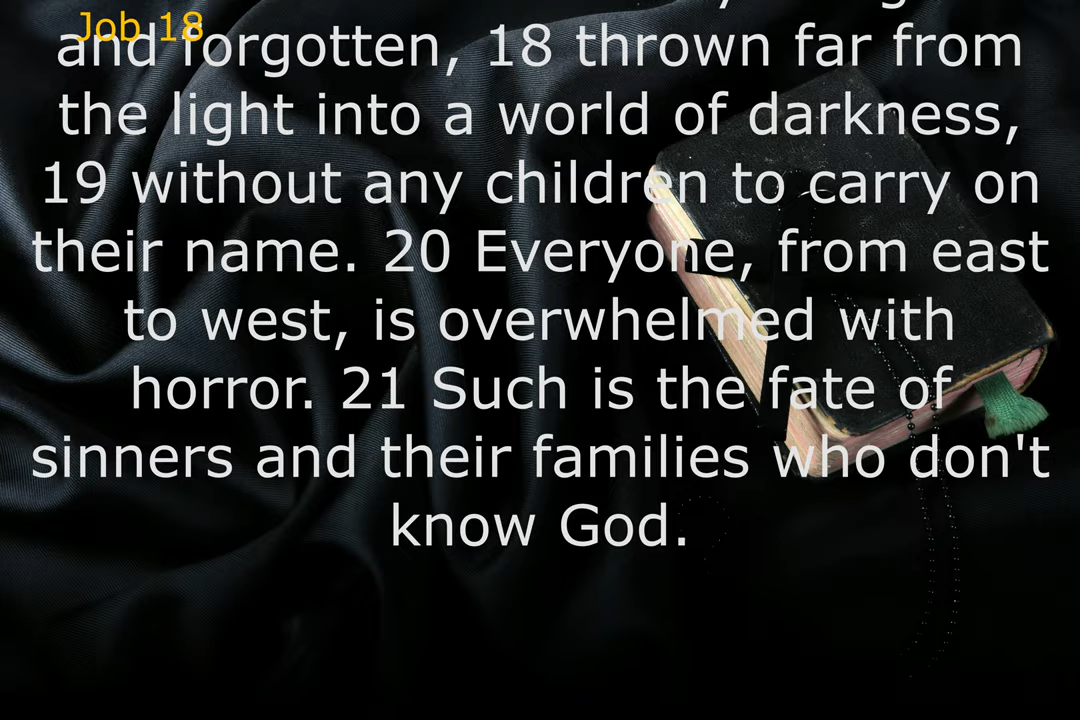 Job 18
and forgotten, 18 thrown far from
the light into a world of darkness,
19 without any children to carry on
their name. 20 Everyone, from east
to west, is overwhelmed with
horror. 21 Such is the fate of
sinners and their families who don't
know God.